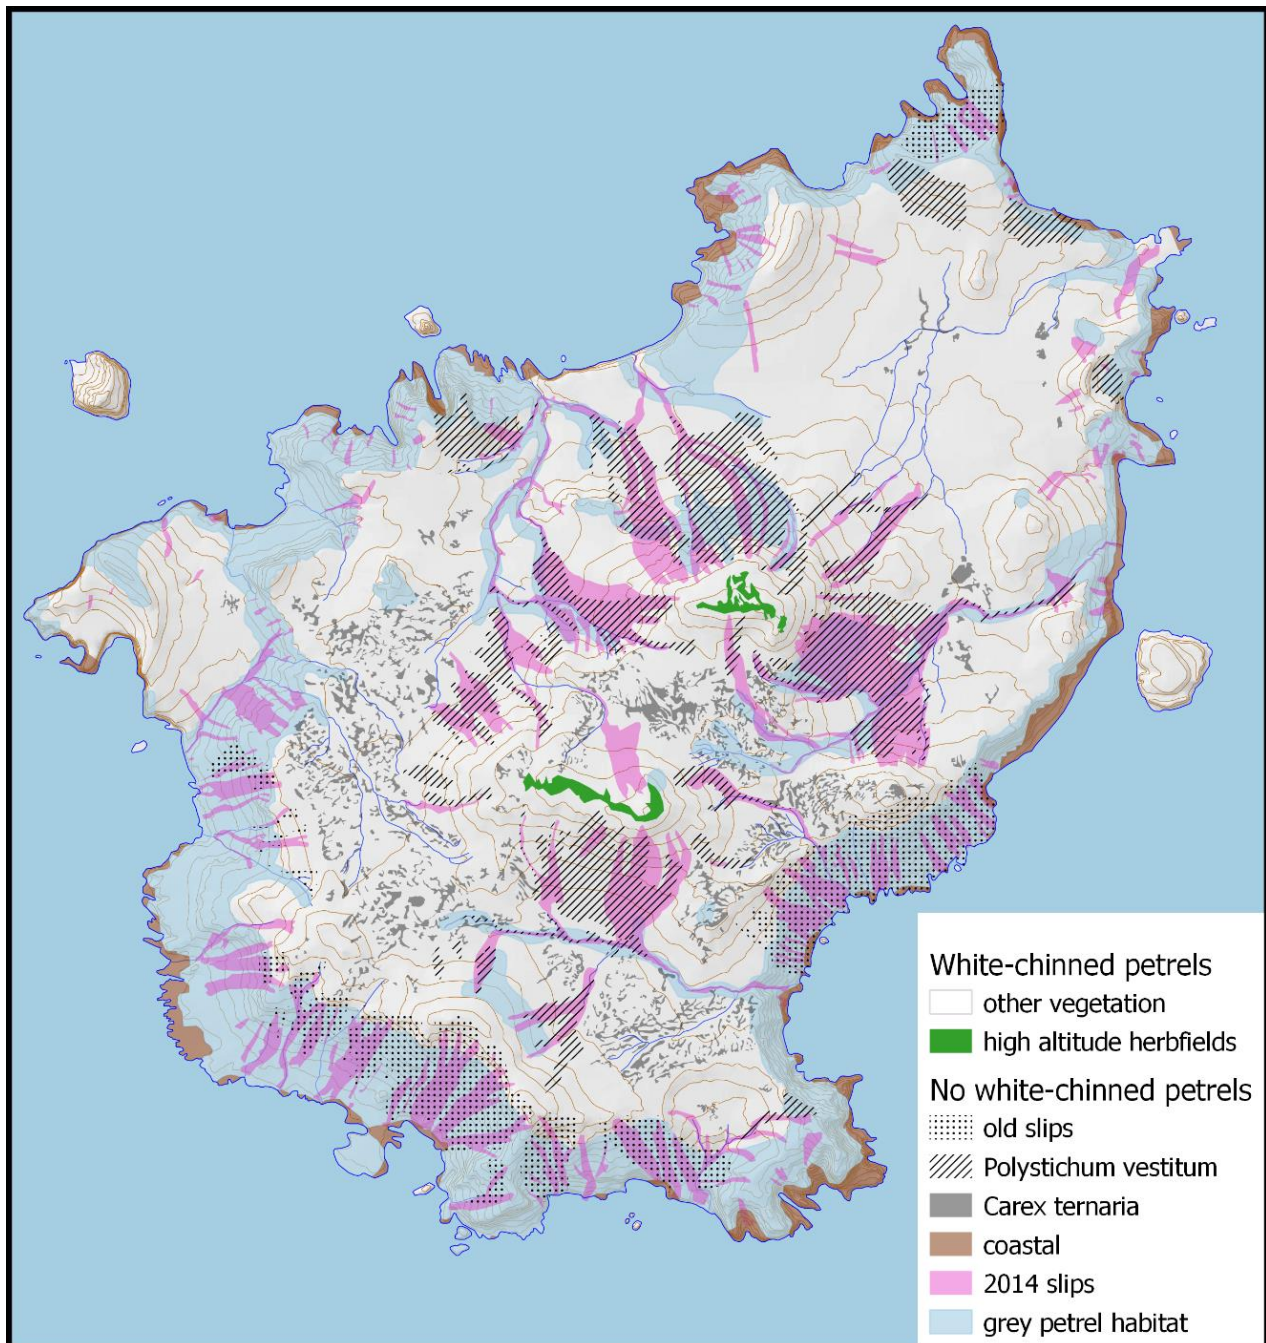 White-chinned petrels
other vegetation
high altitude herbfields
No white-chinned petrels
old slips
Polystichum vestitum
Carex ternaria
coastal
2014 slips
grey petrel habitat